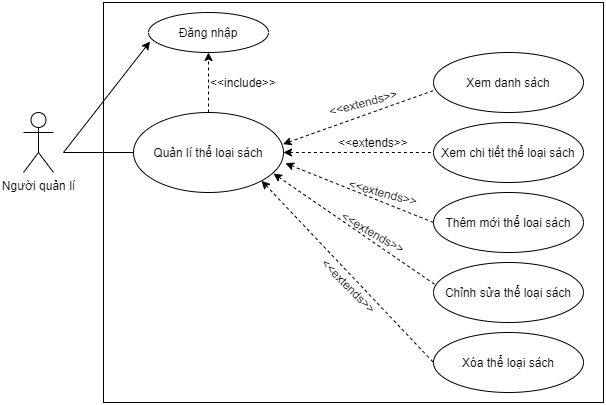 Đăng nhập
<<include>>
Xem danh sách
<<extends>>
Quản lí thể loại sách
<<extends>>
Xem chi tiết thể loại sách
Người quản lí
<<extends>>
Thêm mới thể loại sách
<<extends>>
Chỉnh sửa thể loại sách
<<extends>>
Xóa thể loại sách